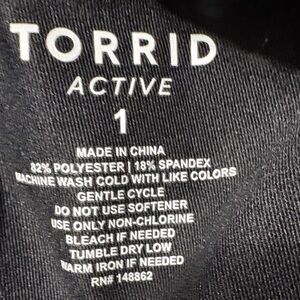 TORRID
ACTIVE
1
MADE IN CHINA
82% POLYESTER | 18% SPANDEX
MACHINE WASH COLD WITH LIKE COLORS
GENTLE CYCLE
DO NOT USE SOFTENER
USE ONLY NON-CHLORINE
BLEACH IF NEEDED
TUMBLE DRY LOW
WARM IRON IF NEEDED
RN# 148862